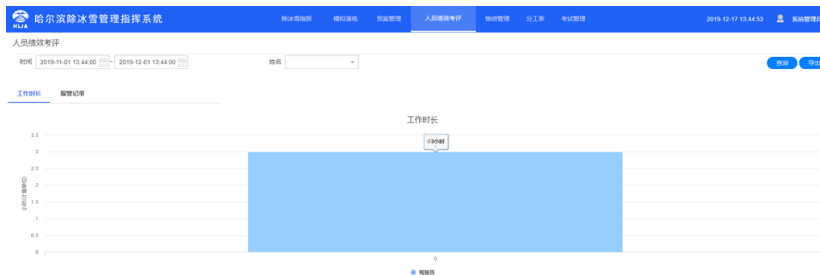 哈尔滨除冰雪管理指挥系统
HLJA
除冰雪指挥 模拟演练 预案管理 人员绩效考评 物资管理 分工表 考试管理
2019-12-17 13:44:53 系统管理员
人员绩效考评
时间 2019-11-01 13:44:00 - 2019-12-01 13:44:00 姓名 查询 导出
工作时长 报警记录
工作时长
3.5
3小时
3
2.5
2
1.5
1
0.5
0
0